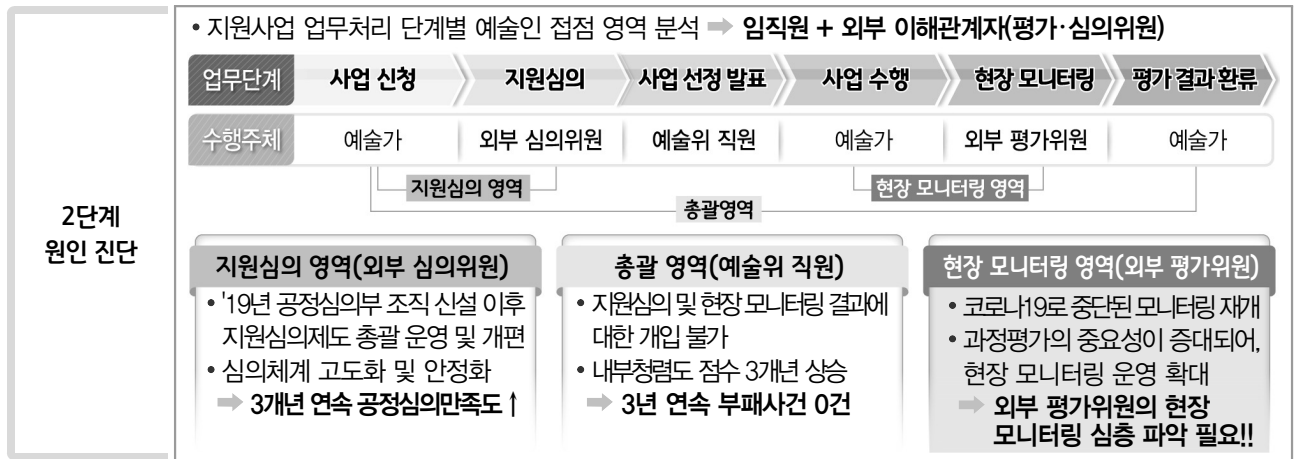 • 지원사업 업무처리 단계별 예술인 접점 영역 분석 ➡ 임직원 + 외부 이해관계자(평가·심의위원)
업무단계 사업 신청 지원심의 사업 선정 발표 사업 수행 현장 모니터링 평가 결과 환류
수행주체 예술가 외부 심의위원 예술위 직원 예술가 외부 평가위원 예술가
지원심의 영역 현장 모니터링 영역
총괄영역
2단계
원인 진단
지원심의 영역(외부 심의위원)
• '19년 공정심의부 조직 신설 이후
지원심의제도 총괄 운영 및 개편
• 심의체계 고도화 및 안정화
➡ 3개년 연속 공정심의만족도↑
총괄 영역(예술위 직원)
• 지원심의 및 현장 모니터링 결과에
대한 개입 불가
• 내부청렴도 점수 3개년 상승
➡ 3년 연속 부패사건 0건
현장 모니터링 영역(외부 평가위원)
• 코로나19로 중단된 모니터링 재개
• 과정평가의 중요성이 증대되어,
현장 모니터링 운영 확대
➡ 외부 평가위원의 현장
모니터링 심층 파악 필요!!